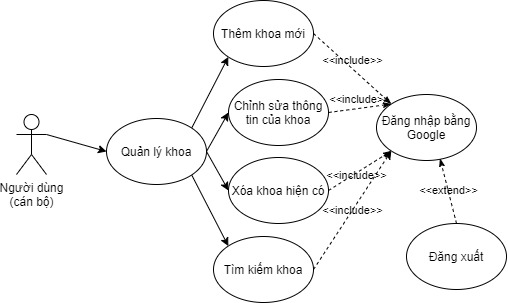 Thêm khoa mới
<<include>>
Chỉnh sửa thông
tin của khoa
<<include>>
Đăng nhập bằng
Google
Quản lý khoa
Người dùng
(cán bộ)
Xóa khoa hiện có
<<include>>
<<extend>>
<<include>>
Tìm kiếm khoa
Đăng xuất